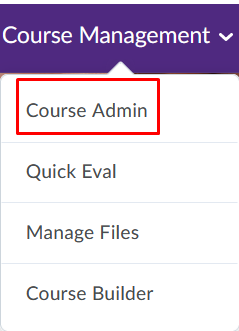 Course Management
Course Admin
Quick Eval
Manage Files
Course Builder